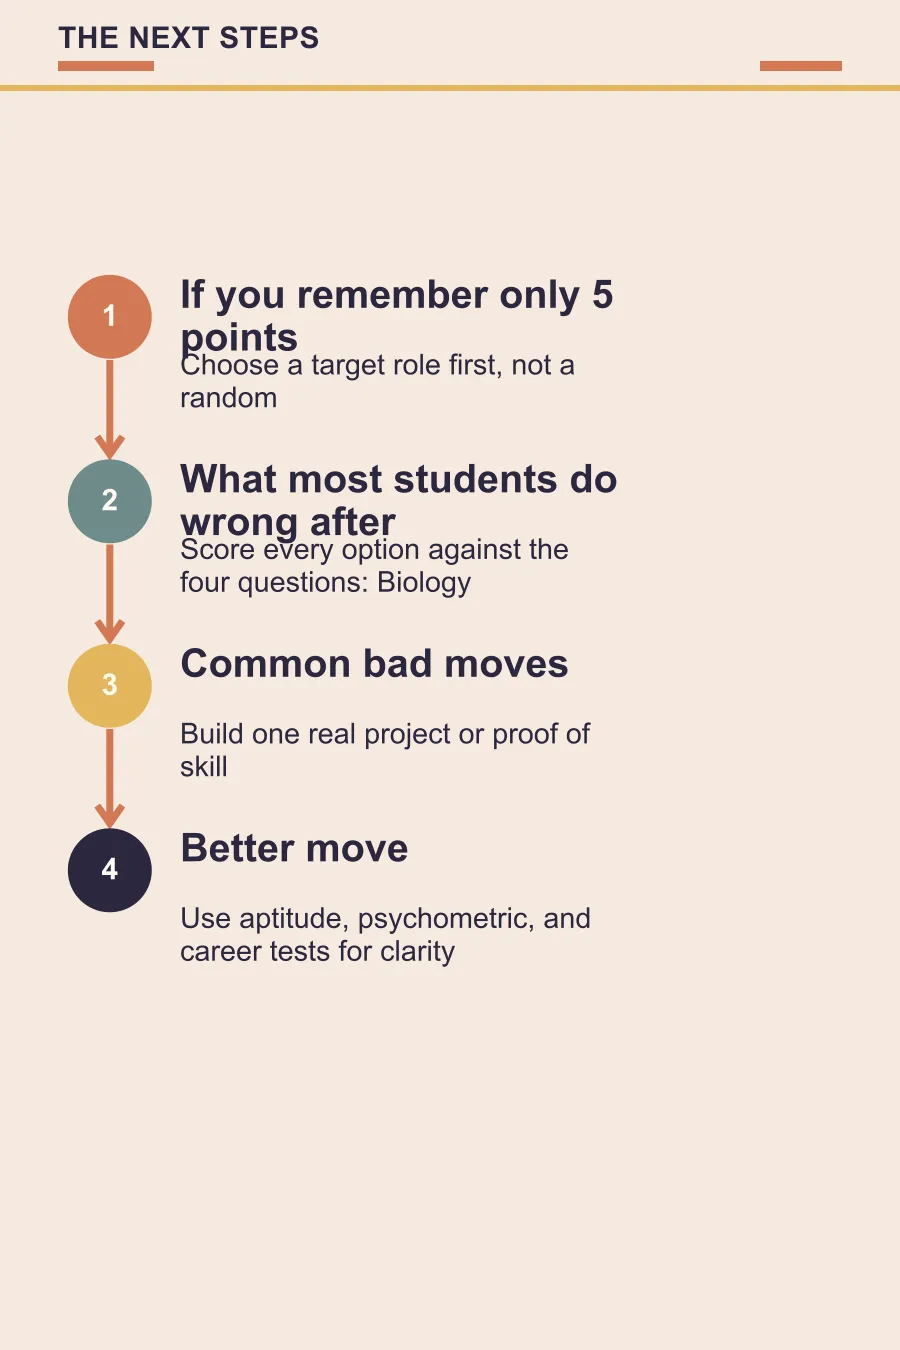 THE NEXT STEPS
1
If you remember only 5
points
Choose a target role first, not a
random
2
What most students do
wrong after
Score every option against the
four questions: Biology
3
Common bad moves
Build one real project or proof of
skill
4
Better move
Use aptitude, psychometric, and
career tests for clarity